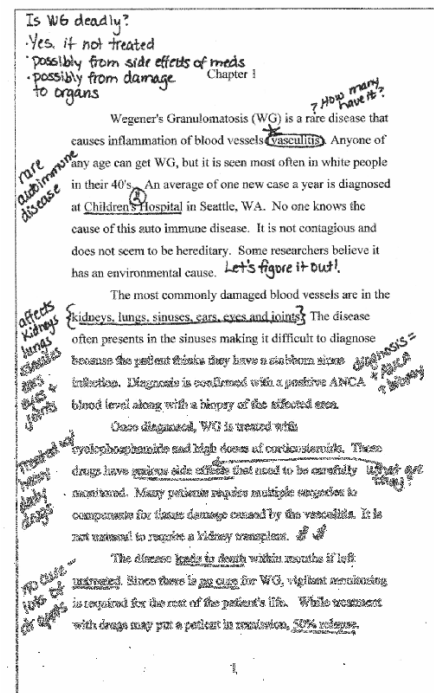 Is WG deadly?
· Yes, if not treated
· possibly from side effects of meds
· possibly from damage
to organs
Chapter 1
? How many
have it?
Wegener's Granulomatosis (WG) is a rare disease that
causes inflammation of blood vessels (vasculitis). Anyone of
any age can get WG, but it is seen most often in white people
in their 40's. An average of one new case a year is diagnosed
at Children's Hospital in Seattle, WA. No one knows the
cause of this auto immune disease. It is not contagious and
does not seem to be hereditary. Some researchers believe it
has an environmental cause. Let's figure it out!
rare
autoimmune
disease
The most commonly damaged blood vessels are in the
{kidneys, lungs, sinuses, ears, eyes and joints}. The disease
often presents in the sinuses making it difficult to diagnose
because the patient thinks they have a stubborn sinus
infection. Diagnosis is confirmed with a positive ANCA
blood level along with a biopsy of the affected area.
affects
kidneys
lungs
sinuses
ears
eyes +
joints
diagnosis =
+ ANCA
+ biopsy
Once diagnosed, WG is treated with
cyclophosphamide and high doses of corticosteroids. These
drugs have serious side effects that need to be carefully
monitored. Many patients require multiple surgeries to
compensate for tissue damage caused by the vasculitis. It is
not unusual to require a kidney transplant.
Treated w/
heavy
duty
drugs
what are
they?
The disease leads to death within months if left
untreated. Since there is no cure for WG, vigilant monitoring
is required for the rest of the patient's life. While treatment
with drugs may put a patient in remission, 50% relapse.
no cure –
lots of
dr appts
1